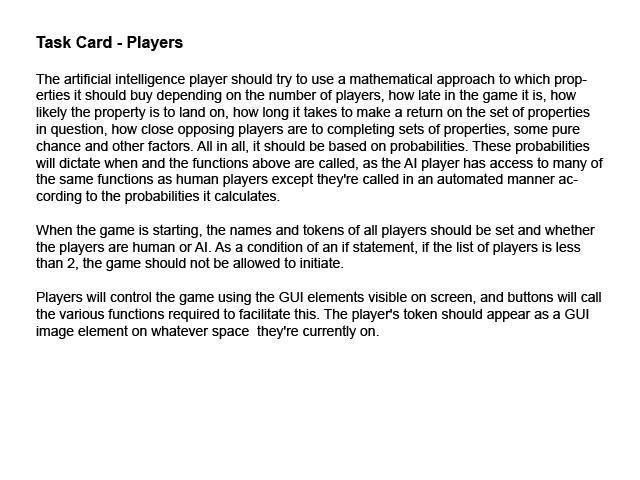 Task Card - Players
The artificial intelligence player should try to use a mathematical approach to which prop-
erties it should buy depending on the number of players, how late in the game it is, how
likely the property is to land on, how long it takes to make a return on the set of properties
in question, how close opposing players are to completing sets of properties, some pure
chance and other factors. All in all, it should be based on probabilities. These probabilities
will dictate when and the functions above are called, as the AI player has access to many of
the same functions as human players except they're called in an automated manner ac-
cording to the probabilities it calculates.
When the game is starting, the names and tokens of all players should be set and whether
the players are human or AI. As a condition of an if statement, if the list of players is less
than 2, the game should not be allowed to initiate.
Players will control the game using the GUI elements visible on screen, and buttons will call
the various functions required to facilitate this. The player's token should appear as a GUI
image element on whatever space  they're currently on.